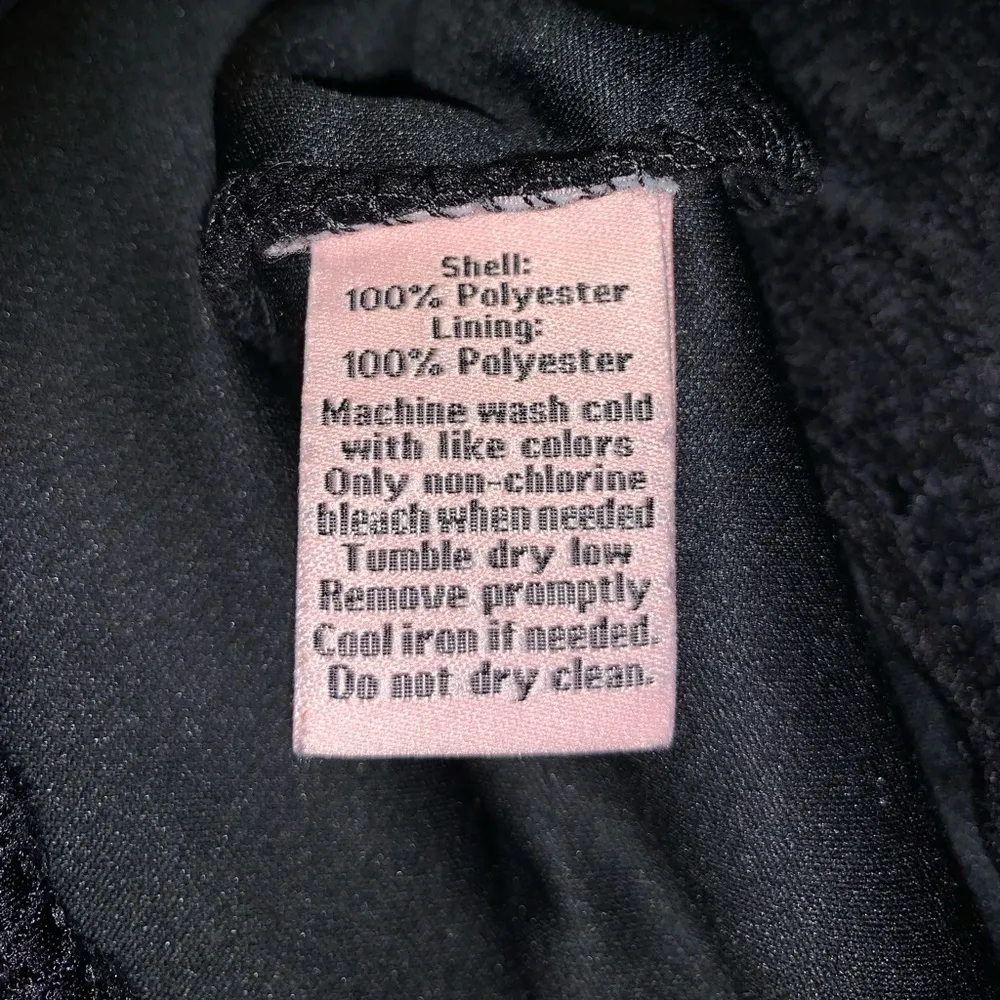 Shell:
100% Polyester
Lining:
100% Polyester
Machine wash cold
with like colors
Only non-chlorine
bleach when needed
Tumble dry low
Remove promptly
Cool iron if needed.
Do not dry clean.